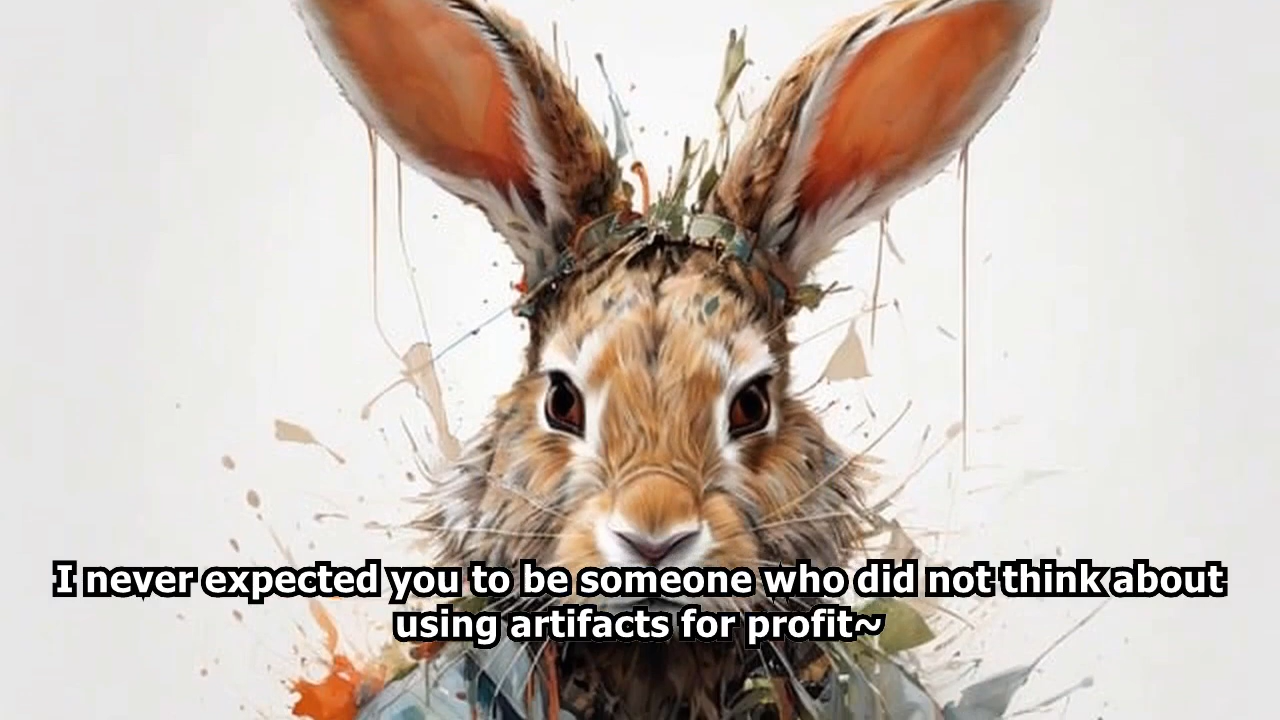 I never expected you to be someone who did not think about
using artifacts for profit~